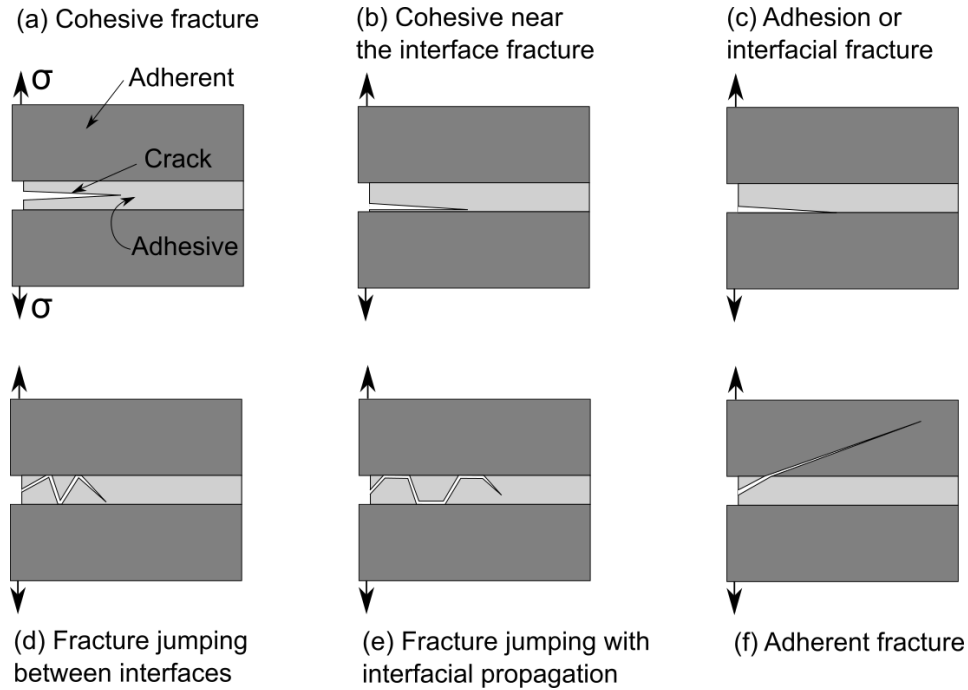 (a) Cohesive fracture
(b) Cohesive near
the interface fracture
(c) Adhesion or
interfacial fracture
σ
Adherent
Crack
Adhesive
σ
(d) Fracture jumping
between interfaces
(e) Fracture jumping with
interfacial propagation
(f) Adherent fracture